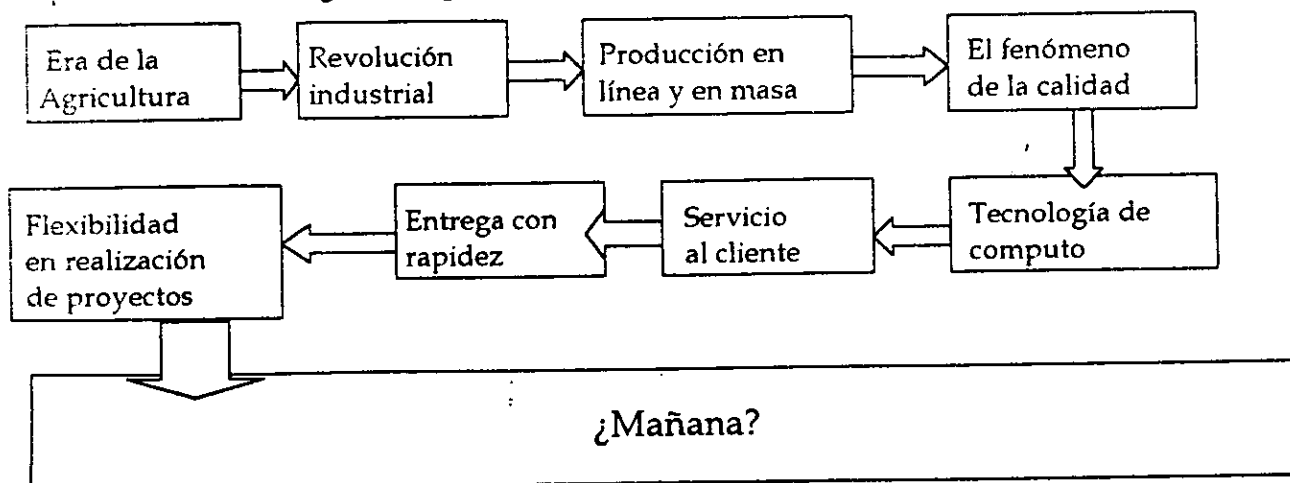 Era de la
Agricultura
Revolución
industrial
Producción en
línea y en masa
El fenómeno
de la calidad
Tecnología de
computo
Servicio
al cliente
Entrega con
rapidez
Flexibilidad
en realización
de proyectos
¿Mañana?